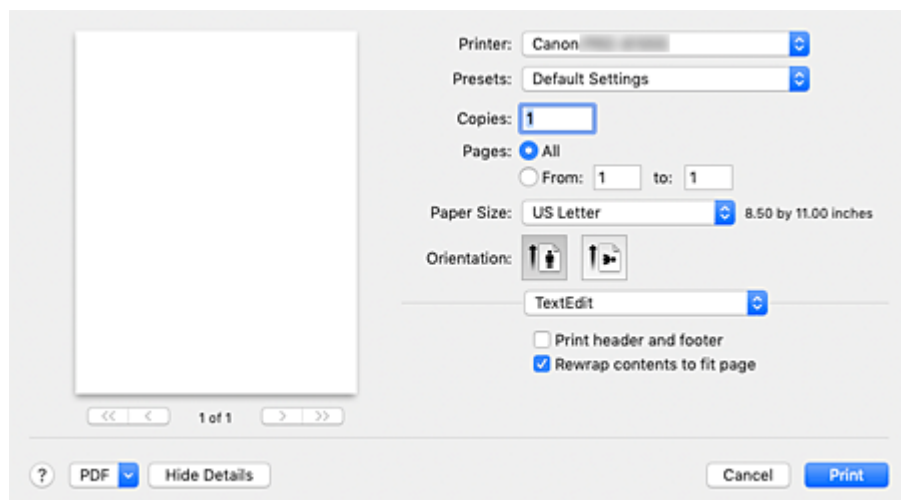 Printer: Canon
Presets: Default Settings
Copies: 1
Pages: All
From: 1 to: 1
Paper Size: US Letter 8.50 by 11.00 inches
Orientation:
TextEdit
Print header and footer
Rewrap contents to fit page
<< < 1 of 1 > >>
? PDF Hide Details Cancel Print